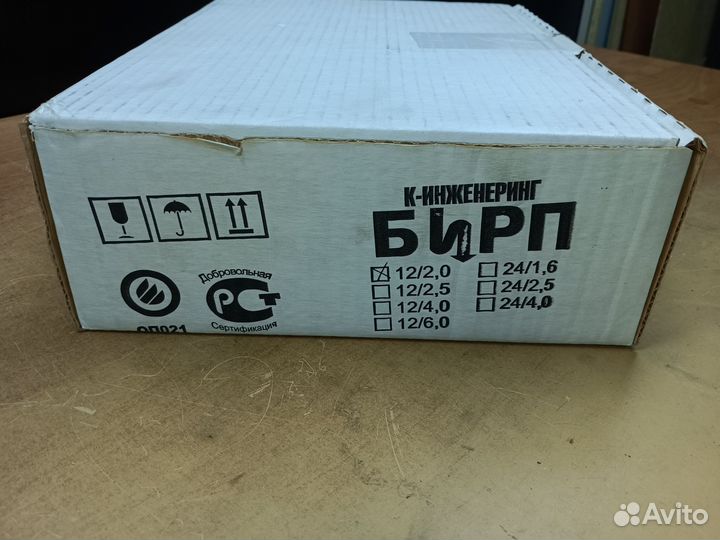 К-ИНЖЕНЕРИНГ
БИРП
12/2,0
12/2,5
12/4,0
12/6,0
24/1,6
24/2,5
24/4,0
ОП021
Добровольная
РСТ
Сертификация
Avito